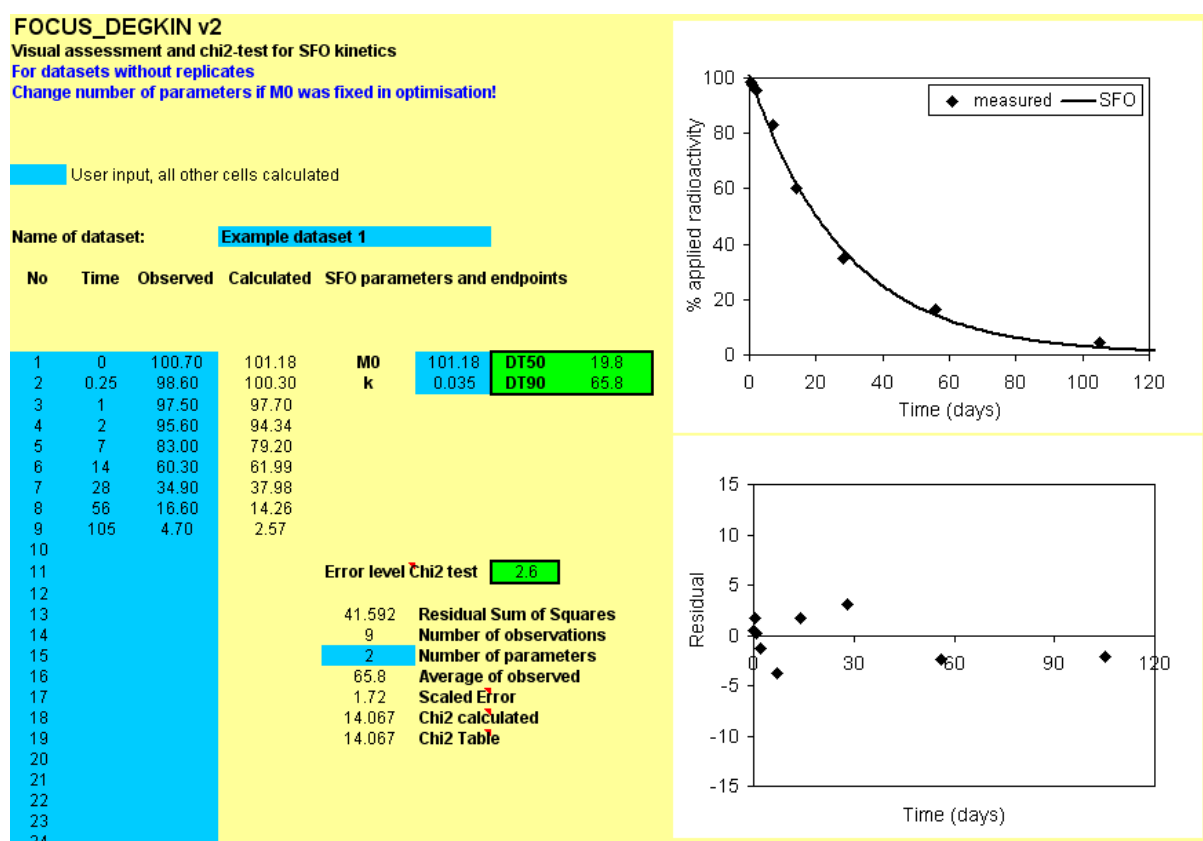 FOCUS_DEGKIN v2
Visual assessment and chi2-test for SFO kinetics
For datasets without replicates
Change number of parameters if M0 was fixed in optimisation!
User input, all other cells calculated
Name of dataset: Example dataset 1
No Time Observed Calculated SFO parameters and endpoints
1 0 100.70 101.18 M0 101.18 DT50 19.8
2 0.25 98.60 100.30 k 0.035 DT90 65.8
3 1 97.50 97.70
4 2 95.60 94.34
5 7 83.00 79.20
6 14 60.30 61.99
7 28 34.90 37.98
8 56 16.60 14.26
9 105 4.70 2.57
10
11 Error level Chi2 test 2.6
12
13 41.592 Residual Sum of Squares
14 9 Number of observations
15 2 Number of parameters
16 65.8 Average of observed
17 1.72 Scaled Error
18 14.067 Chi2 calculated
19 14.067 Chi2 Table
20
21
22
23
measured SFO
% applied radioactivity
100
80
60
40
20
0
0 20 40 60 80 100 120
Time (days)
Residual
15
10
5
0
-5
-10
-15
0 30 60 90 120
Time (days)